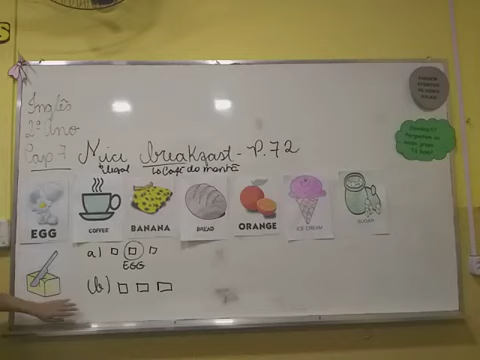 Inglês
2º Ano
Cap 7 Nici breakfast - P.72
legal Café da manhã
EGG
COFFEE
BANANA
BREAD
ORANGE
ICE CREAM
SUGAR
a)
EGG
(b)